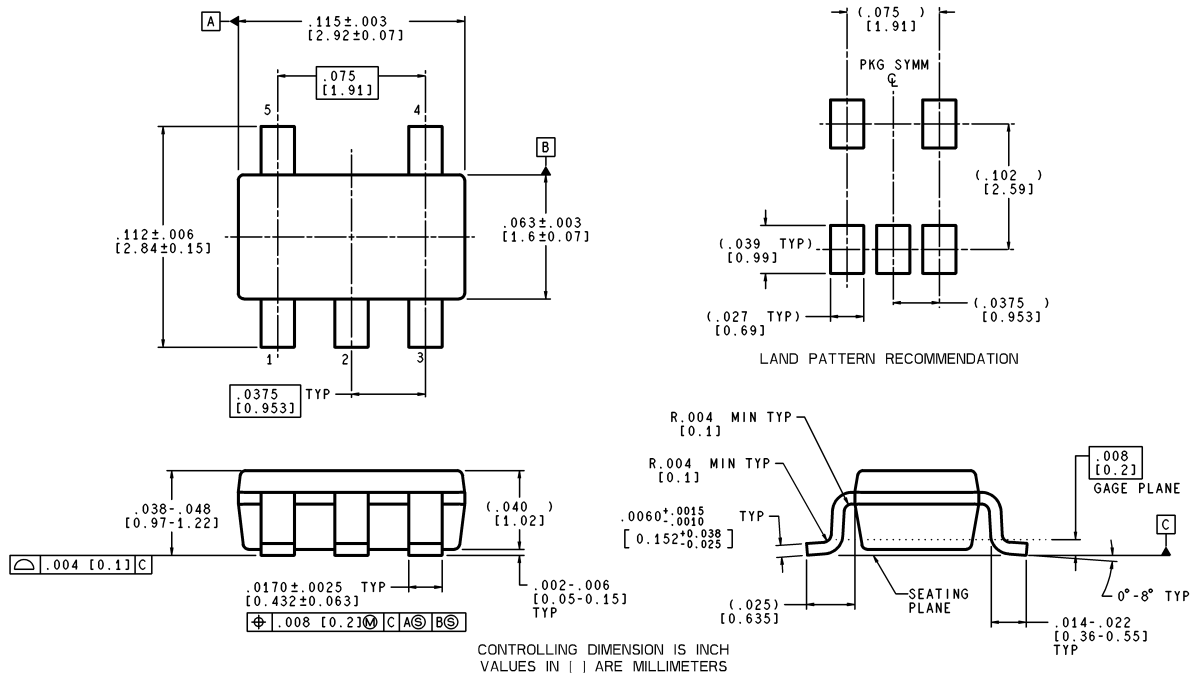 A
.115±.003
[2.92±0.07]
.075
[1.91]
5
4
B
.112±.006
[2.84±0.15]
.063±.003
[1.6±0.07]
1
2
3
.0375
[0.953]
TYP
(.075 )
[1.91]
PKG SYMM
℄
(.102 )
[2.59]
(.039 TYP)
[0.99]
(.027 TYP)
[0.69]
(.0375 )
[0.953]
LAND PATTERN RECOMMENDATION
.038-.048
[0.97-1.22]
(.040 )
[1.02]
⌓ .004 [0.1] C
.0170±.0025 TYP
[0.432±0.063]
⌖ .008 [0.2]Ⓜ C AⓈ BⓈ
.002-.006
[0.05-0.15]
TYP
R.004 MIN TYP
[0.1]
R.004 MIN TYP
[0.1]
.0060+.0015-.0010 TYP
[0.152+0.038-0.025]
.008
[0.2]
GAGE PLANE
C
SEATING
PLANE
(.025)
[0.635]
0°-8° TYP
.014-.022
[0.36-0.55]
TYP
CONTROLLING DIMENSION IS INCH
VALUES IN [ ] ARE MILLIMETERS